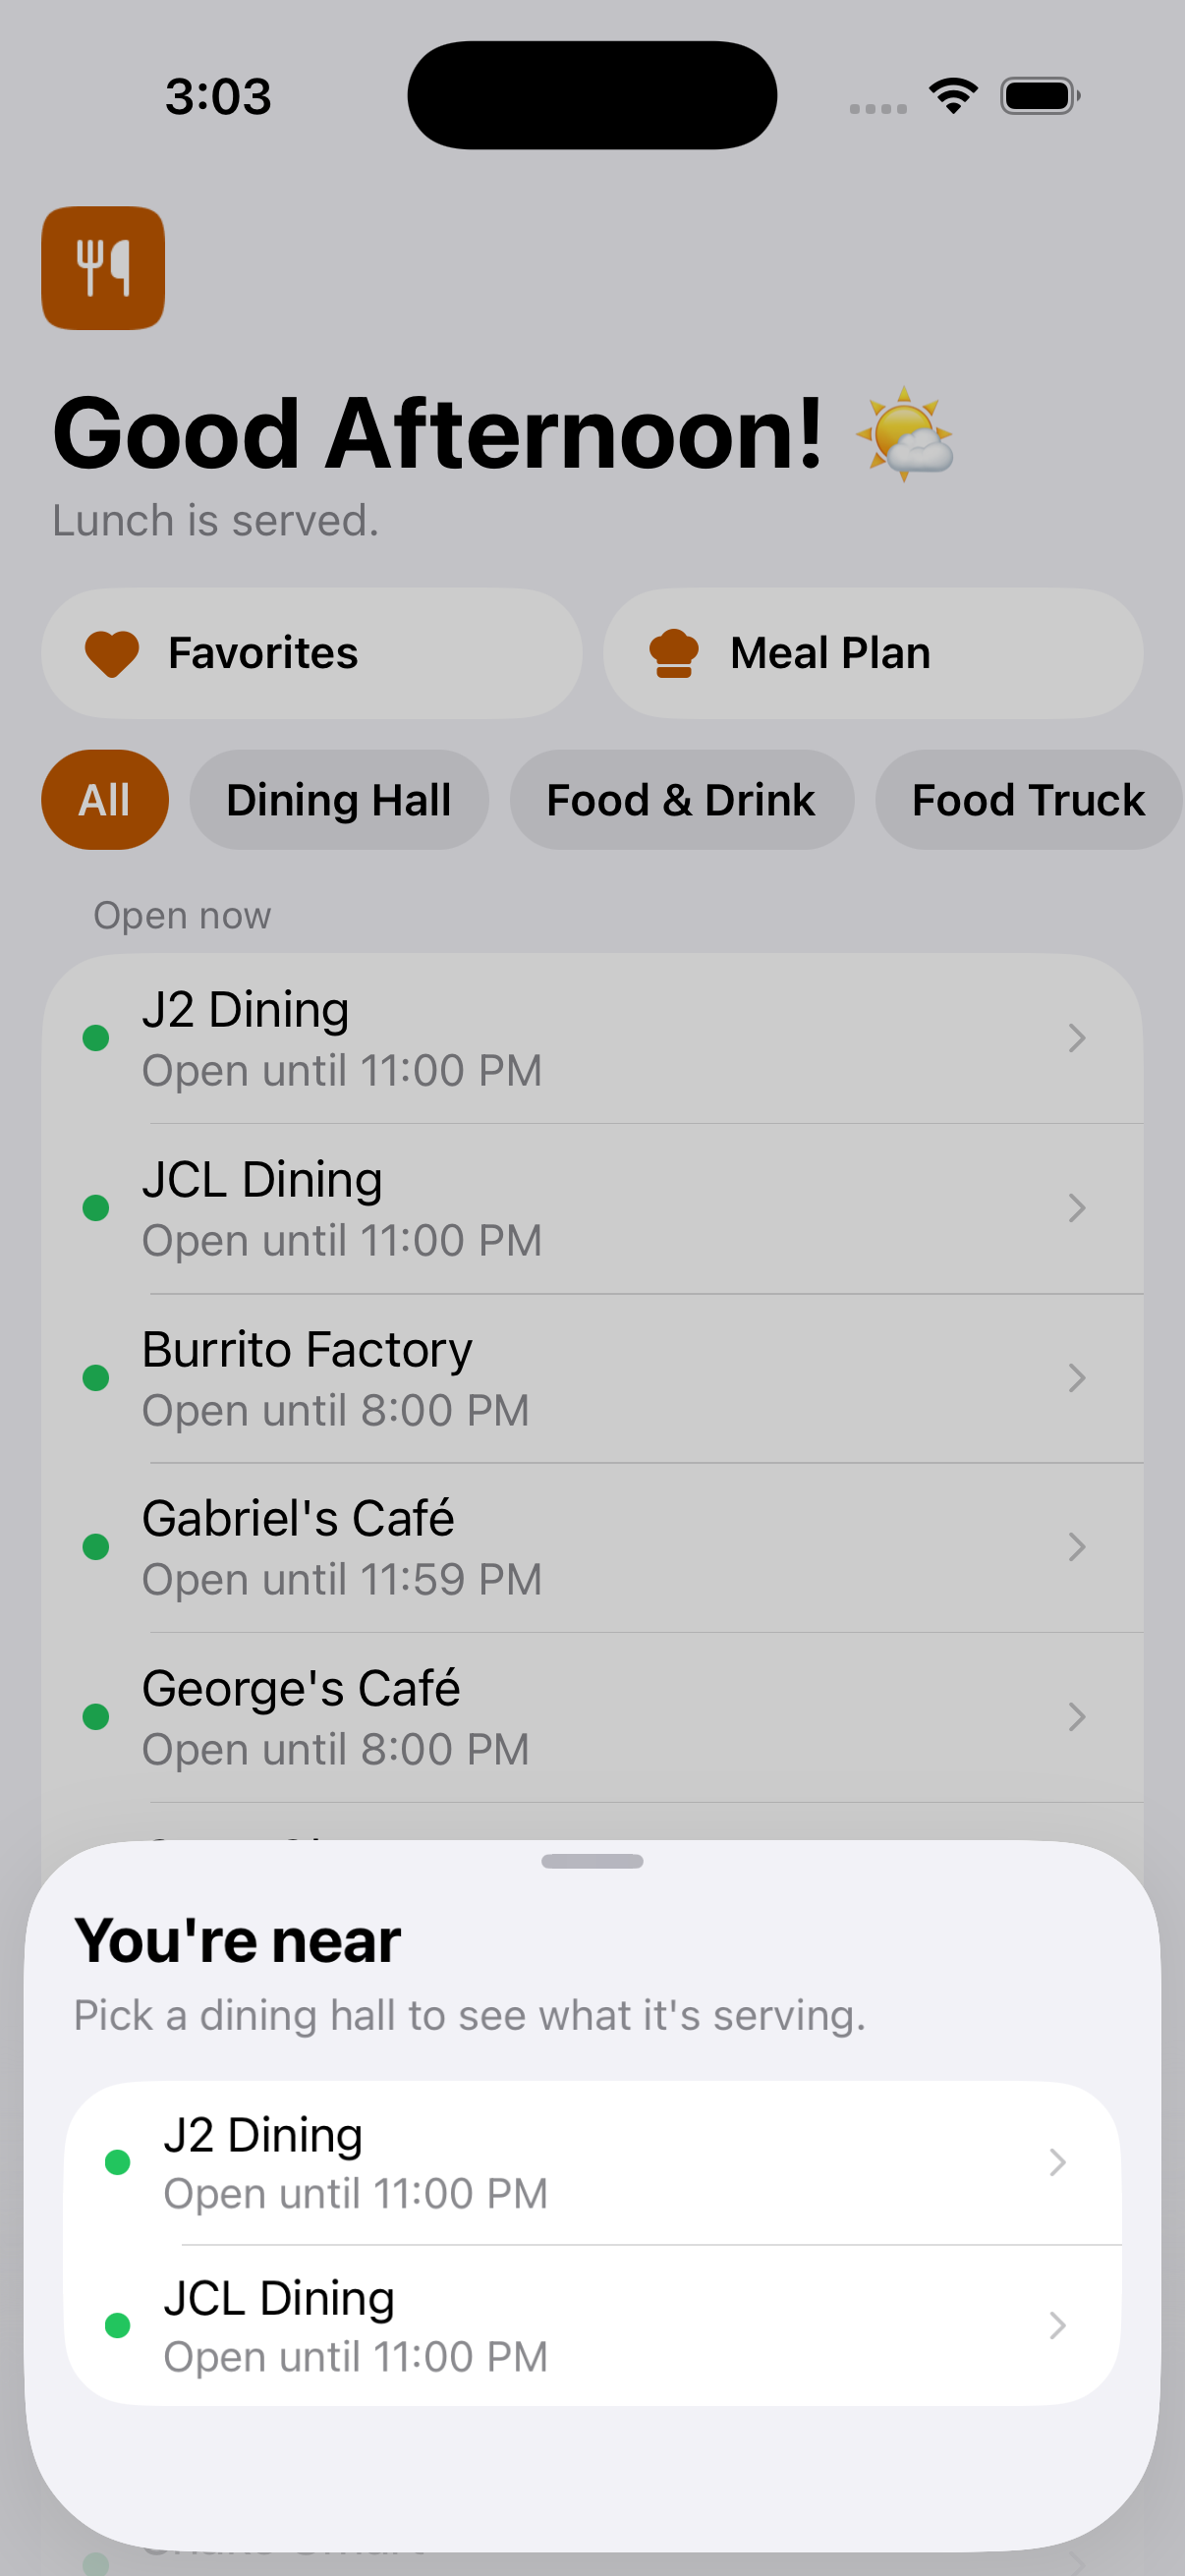 3:03
Good Afternoon! 🌤️
Lunch is served.
Favorites
Meal Plan
All
Dining Hall
Food & Drink
Food Truck
Open now
J2 Dining
Open until 11:00 PM
JCL Dining
Open until 11:00 PM
Burrito Factory
Open until 8:00 PM
Gabriel's Café
Open until 11:59 PM
George's Café
Open until 8:00 PM
You're near
Pick a dining hall to see what it's serving.
J2 Dining
Open until 11:00 PM
JCL Dining
Open until 11:00 PM